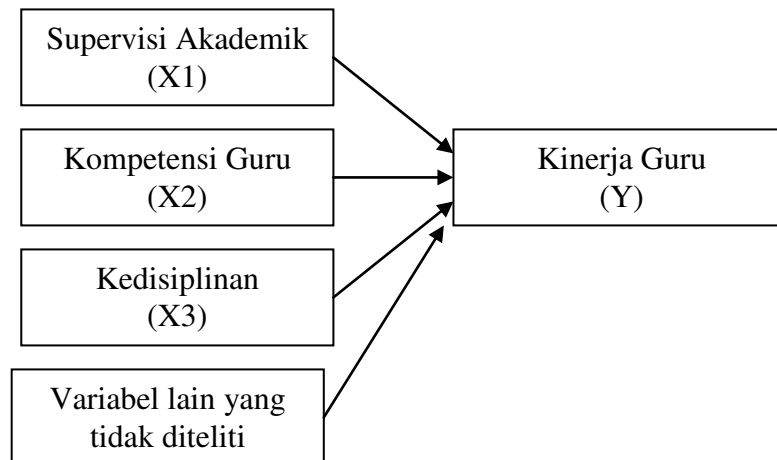 Supervisi Akademik
(X1)
Kompetensi Guru
(X2)
Kinerja Guru
(Y)
Kedisiplinan
(X3)
Variabel lain yang
tidak diteliti